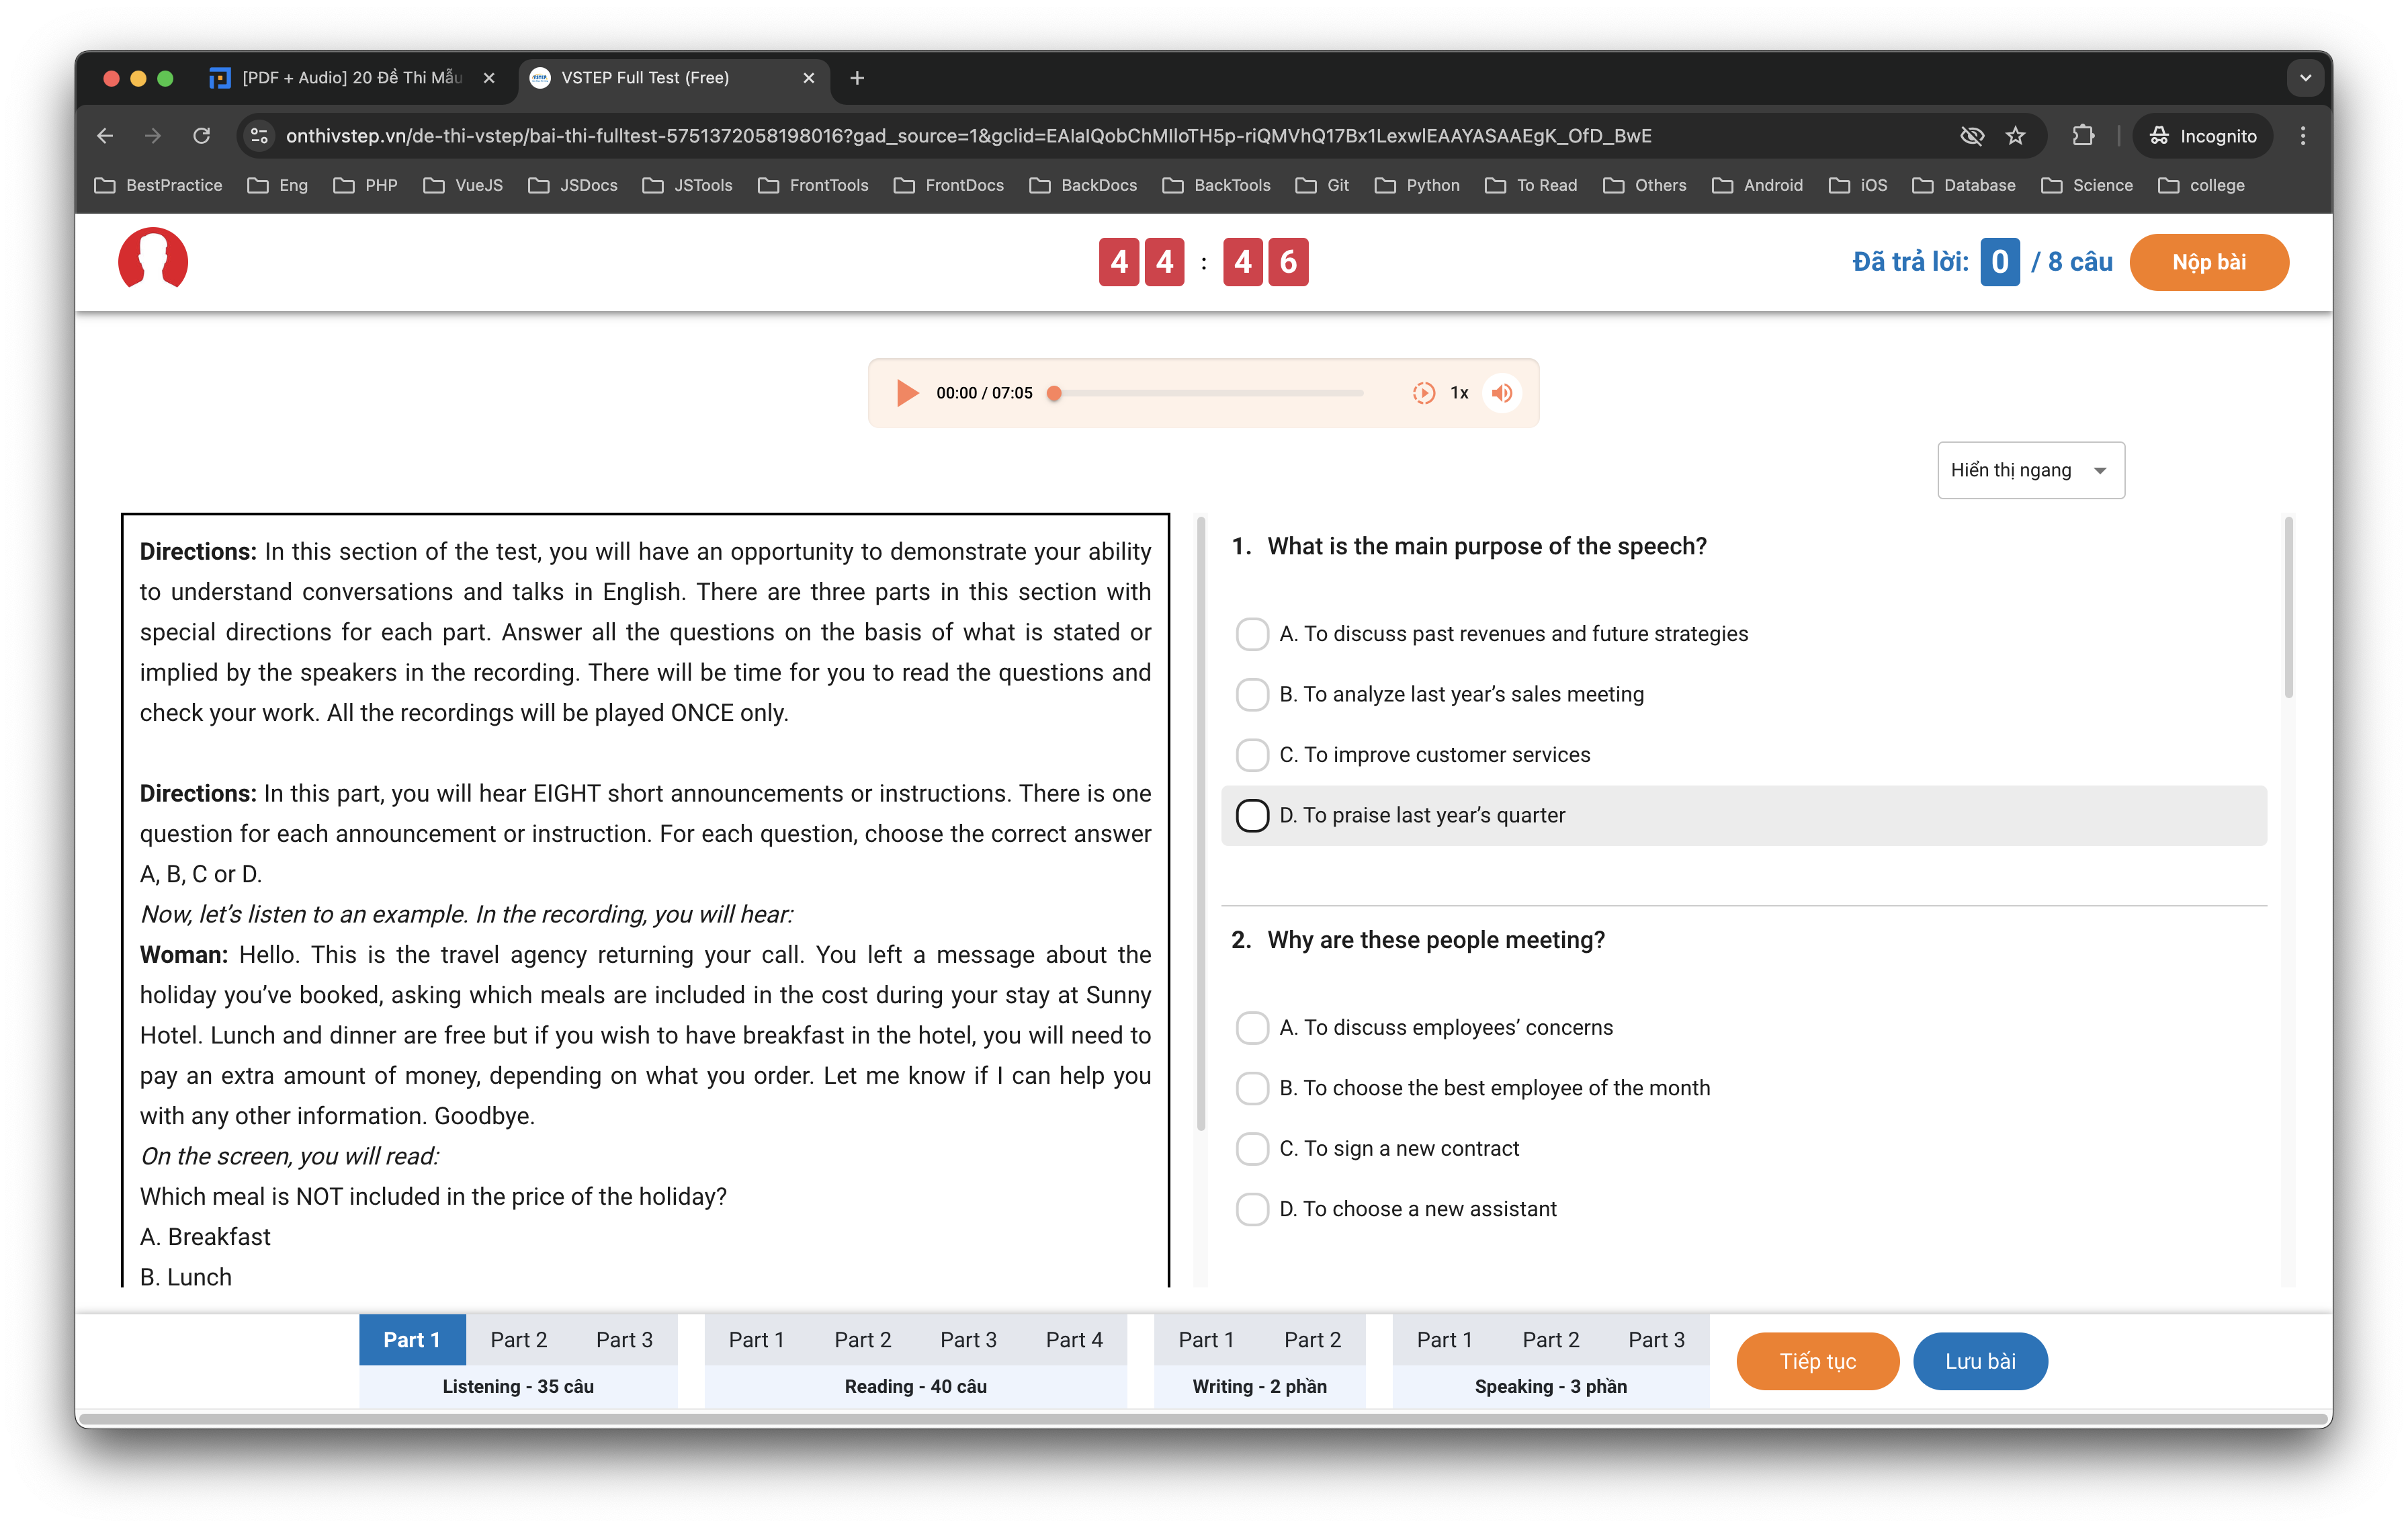 [PDF + Audio] 20 Đề Thi Mẫu
VSTEP Full Test (Free)
onthivstep.vn/de-thi-vstep/bai-thi-fulltest-5751372058198016?gad_source=1&gclid=EAIaIQobChMIloTH5p-riQMVhQ17Bx1LexwlEAAYASAAEgK_OfD_BwE
Incognito
BestPractice Eng PHP VueJS JSDocs JSTools FrontTools FrontDocs BackDocs BackTools Git Python To Read Others Android iOS Database Science college
44 : 46
Đã trả lời: 0 / 8 câu
Nộp bài
00:00 / 07:05
1x
Hiển thị ngang
Directions: In this section of the test, you will have an opportunity to demonstrate your ability
to understand conversations and talks in English. There are three parts in this section with
special directions for each part. Answer all the questions on the basis of what is stated or
implied by the speakers in the recording. There will be time for you to read the questions and
check your work. All the recordings will be played ONCE only.
Directions: In this part, you will hear EIGHT short announcements or instructions. There is one
question for each announcement or instruction. For each question, choose the correct answer
A, B, C or D.
Now, let’s listen to an example. In the recording, you will hear:
Woman: Hello. This is the travel agency returning your call. You left a message about the
holiday you’ve booked, asking which meals are included in the cost during your stay at Sunny
Hotel. Lunch and dinner are free but if you wish to have breakfast in the hotel, you will need to
pay an extra amount of money, depending on what you order. Let me know if I can help you
with any other information. Goodbye.
On the screen, you will read:
Which meal is NOT included in the price of the holiday?
A. Breakfast
B. Lunch
1. What is the main purpose of the speech?
A. To discuss past revenues and future strategies
B. To analyze last year’s sales meeting
C. To improve customer services
D. To praise last year’s quarter
2. Why are these people meeting?
A. To discuss employees’ concerns
B. To choose the best employee of the month
C. To sign a new contract
D. To choose a new assistant
Part 1 Part 2 Part 3
Listening - 35 câu
Part 1 Part 2 Part 3 Part 4
Reading - 40 câu
Part 1 Part 2
Writing - 2 phần
Part 1 Part 2 Part 3
Speaking - 3 phần
Tiếp tục
Lưu bài